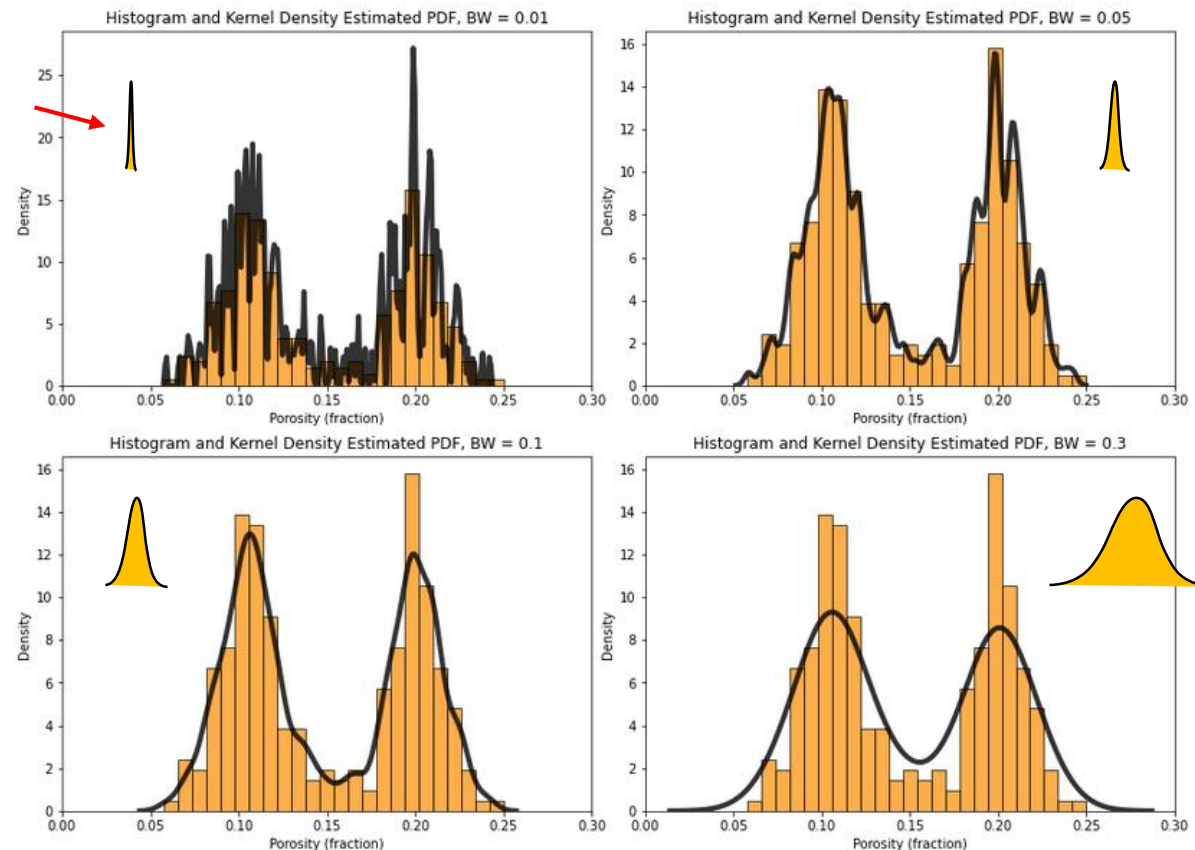 Histogram and Kernel Density Estimated PDF, BW = 0.01
25
20
15
10
5
0
Density
0.00 0.05 0.10 0.15 0.20 0.25 0.30
Porosity (fraction)
Histogram and Kernel Density Estimated PDF, BW = 0.05
16
14
12
10
8
6
4
2
0
Density
0.00 0.05 0.10 0.15 0.20 0.25 0.30
Porosity (fraction)
Histogram and Kernel Density Estimated PDF, BW = 0.1
16
14
12
10
8
6
4
2
0
Density
0.00 0.05 0.10 0.15 0.20 0.25 0.30
Porosity (fraction)
Histogram and Kernel Density Estimated PDF, BW = 0.3
16
14
12
10
8
6
4
2
0
Density
0.00 0.05 0.10 0.15 0.20 0.25 0.30
Porosity (fraction)